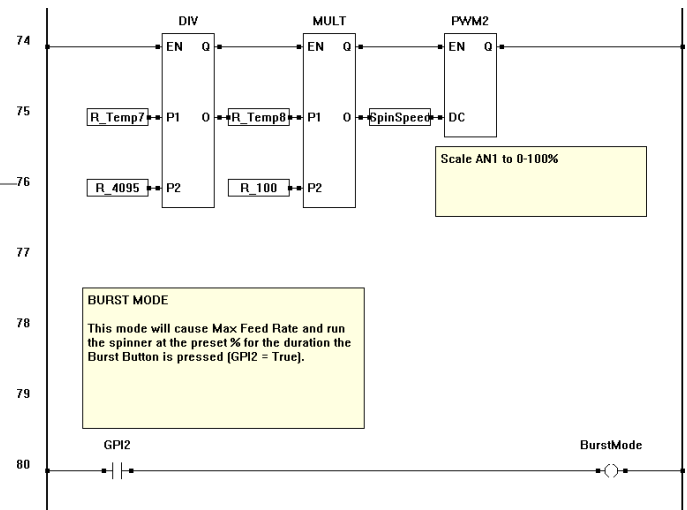 DIV MULT PWM2
74 EN Q EN Q EN Q
75 R_Temp7 P1 O R_Temp8 P1 O SpinSpeed DC
Scale AN1 to 0-100%
76 R_4095 P2 R_100 P2
77
BURST MODE
78 This mode will cause Max Feed Rate and run
the spinner at the preset % for the duration the
Burst Button is pressed (GPI2 = True).
79
GPI2 BurstMode
80